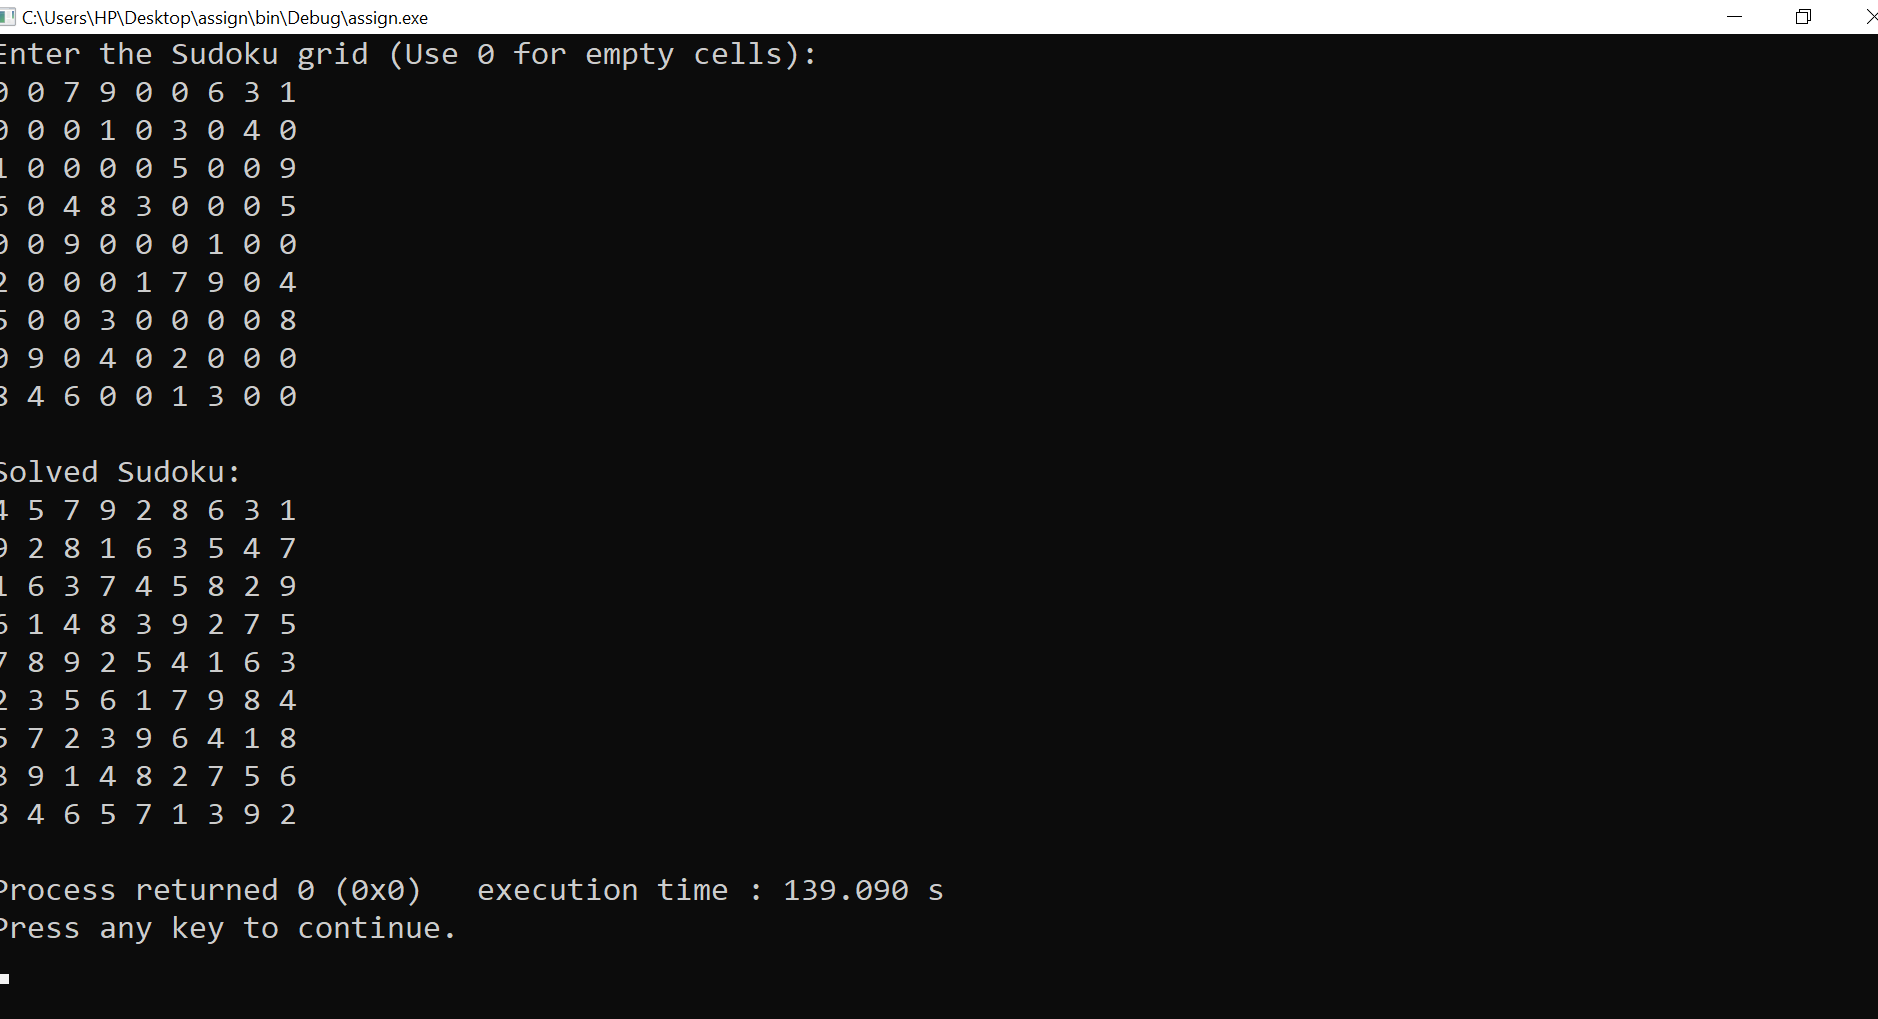 C:\Users\HP\Desktop\assign\bin\Debug\assign.exe
Enter the Sudoku grid (Use 0 for empty cells):
0 0 7 9 0 0 6 3 1
0 0 0 1 0 3 0 4 0
1 0 0 0 0 5 0 0 9
6 0 4 8 3 0 0 0 5
0 0 9 0 0 0 1 0 0
2 0 0 0 1 7 9 0 4
5 0 0 3 0 0 0 0 8
0 9 0 4 0 2 0 0 0
8 4 6 0 0 1 3 0 0
Solved Sudoku:
4 5 7 9 2 8 6 3 1
9 2 8 1 6 3 5 4 7
1 6 3 7 4 5 8 2 9
6 1 4 8 3 9 2 7 5
7 8 9 2 5 4 1 6 3
2 3 5 6 1 7 9 8 4
5 7 2 3 9 6 4 1 8
3 9 1 4 8 2 7 5 6
8 4 6 5 7 1 3 9 2
Process returned 0 (0x0)   execution time : 139.090 s
Press any key to continue.